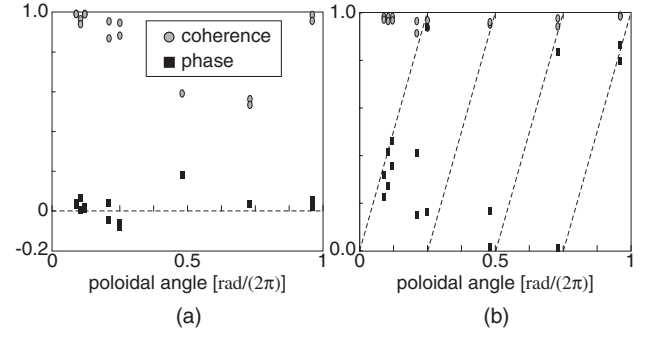 1.0
coherence
phase
0
-0.2
0
0.5
1
poloidal angle [rad/(2π)]
(a)
1.0
0.0
0
0.5
1
poloidal angle [rad/(2π)]
(b)